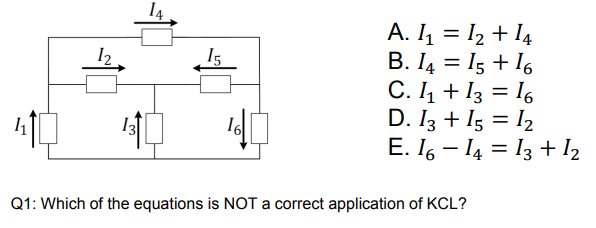 I₄
A. I₁ = I₂ + I₄
I₂ I₅
B. I₄ = I₅ + I₆
C. I₁ + I₃ = I₆
I₁ I₃ I₆
D. I₃ + I₅ = I₂
E. I₆ − I₄ = I₃ + I₂
Q1: Which of the equations is NOT a correct application of KCL?